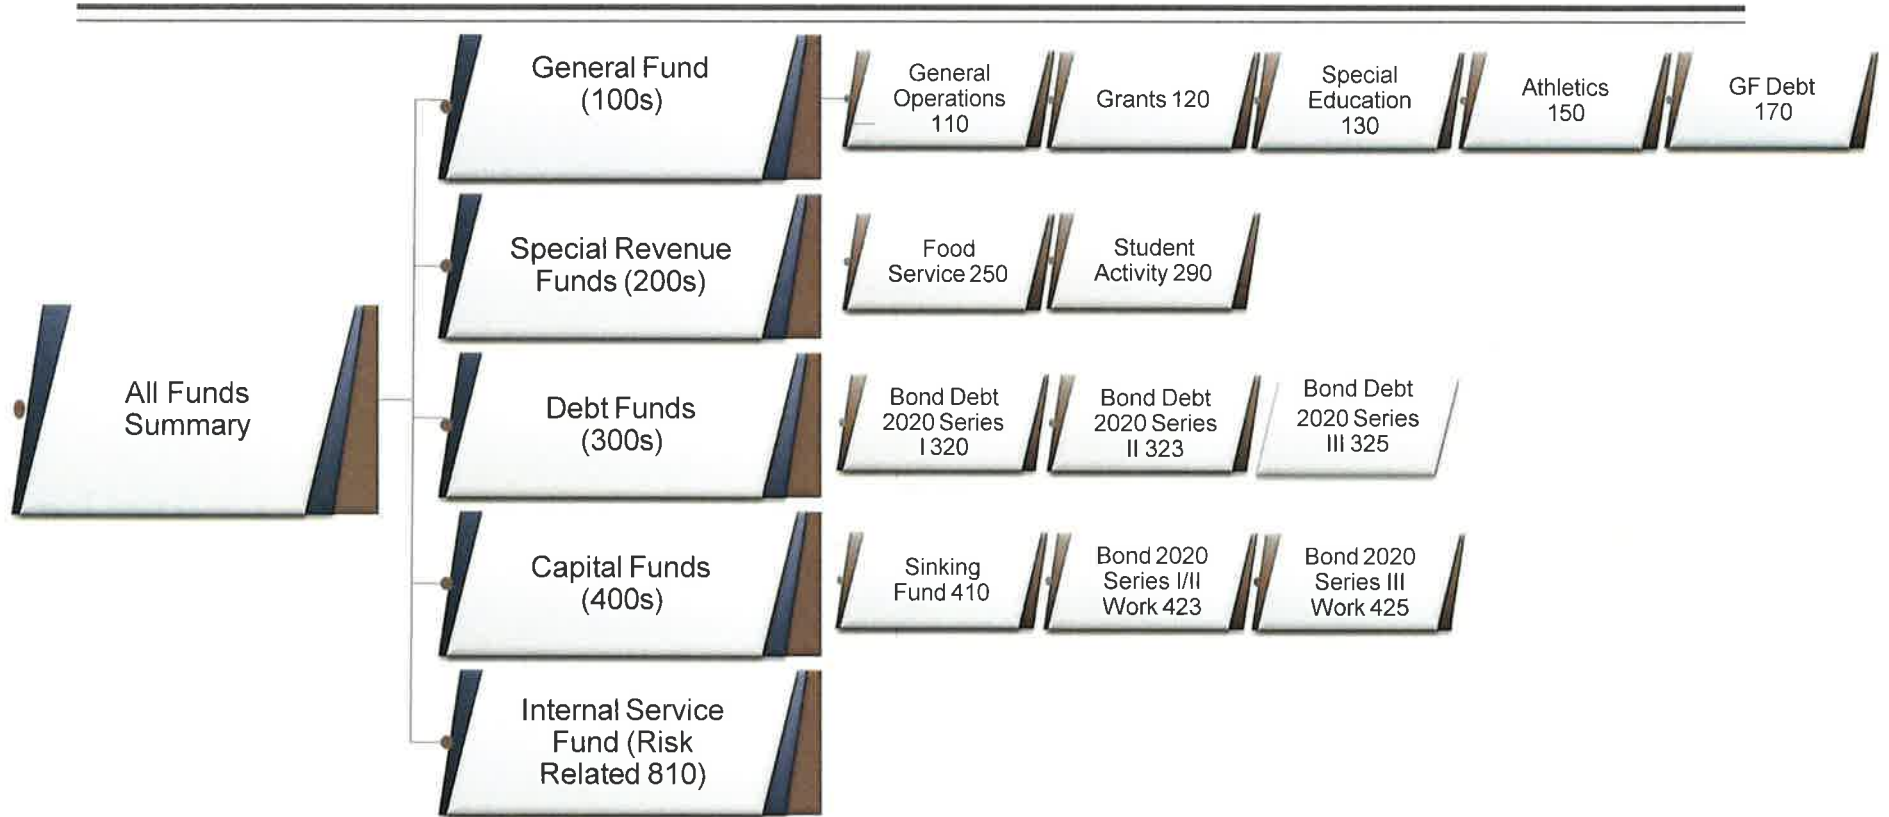 All Funds
Summary
General Fund
(100s)
General
Operations
110
Grants 120
Special
Education
130
Athletics
150
GF Debt
170
Special Revenue
Funds (200s)
Food
Service 250
Student
Activity 290
Debt Funds
(300s)
Bond Debt
2020 Series
I 320
Bond Debt
2020 Series
II 323
Bond Debt
2020 Series
III 325
Capital Funds
(400s)
Sinking
Fund 410
Bond 2020
Series I/II
Work 423
Bond 2020
Series III
Work 425
Internal Service
Fund (Risk
Related 810)